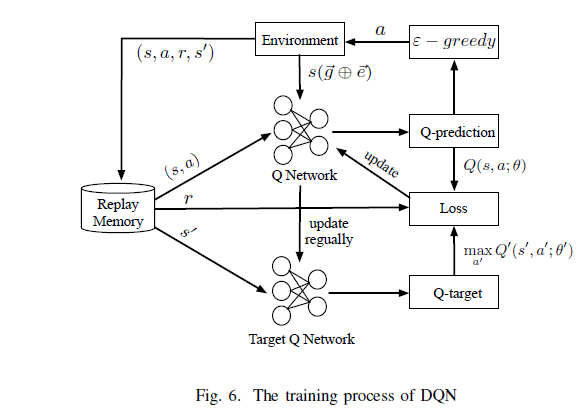 (s, a, r, s′)
Environment
a
ε − greedy
s(g⃗ ⊕ e⃗)
Q-prediction
(s, a)
Q Network
update
Q(s, a; θ)
Replay
Memory
r
Loss
s′
update
regually
max Q′(s′, a′; θ′)
a′
Q-target
Target Q Network
Fig. 6. The training process of DQN